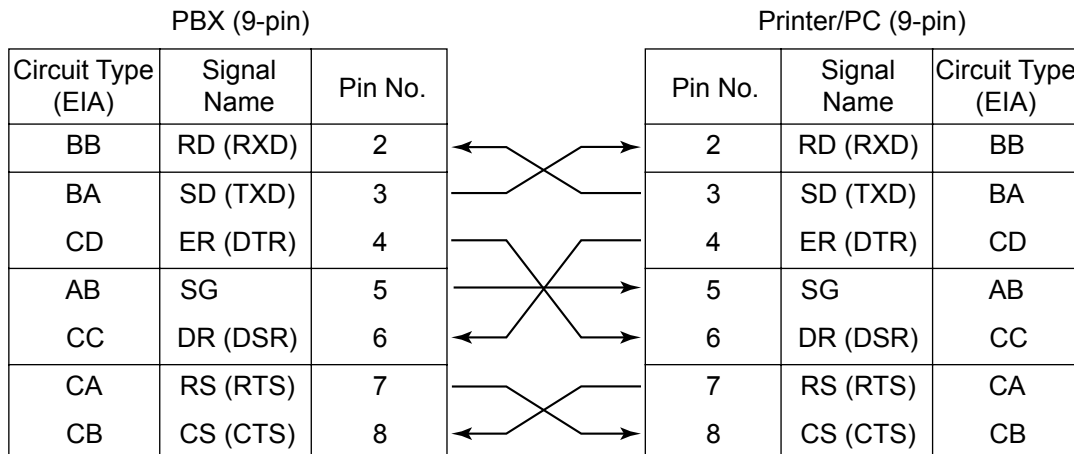 PBX (9-pin) Printer/PC (9-pin)
Circuit Type (EIA) Signal Name Pin No. Pin No. Signal Name Circuit Type (EIA)
BB RD (RXD) 2 2 RD (RXD) BB
BA SD (TXD) 3 3 SD (TXD) BA
CD ER (DTR) 4 4 ER (DTR) CD
AB SG 5 5 SG AB
CC DR (DSR) 6 6 DR (DSR) CC
CA RS (RTS) 7 7 RS (RTS) CA
CB CS (CTS) 8 8 CS (CTS) CB